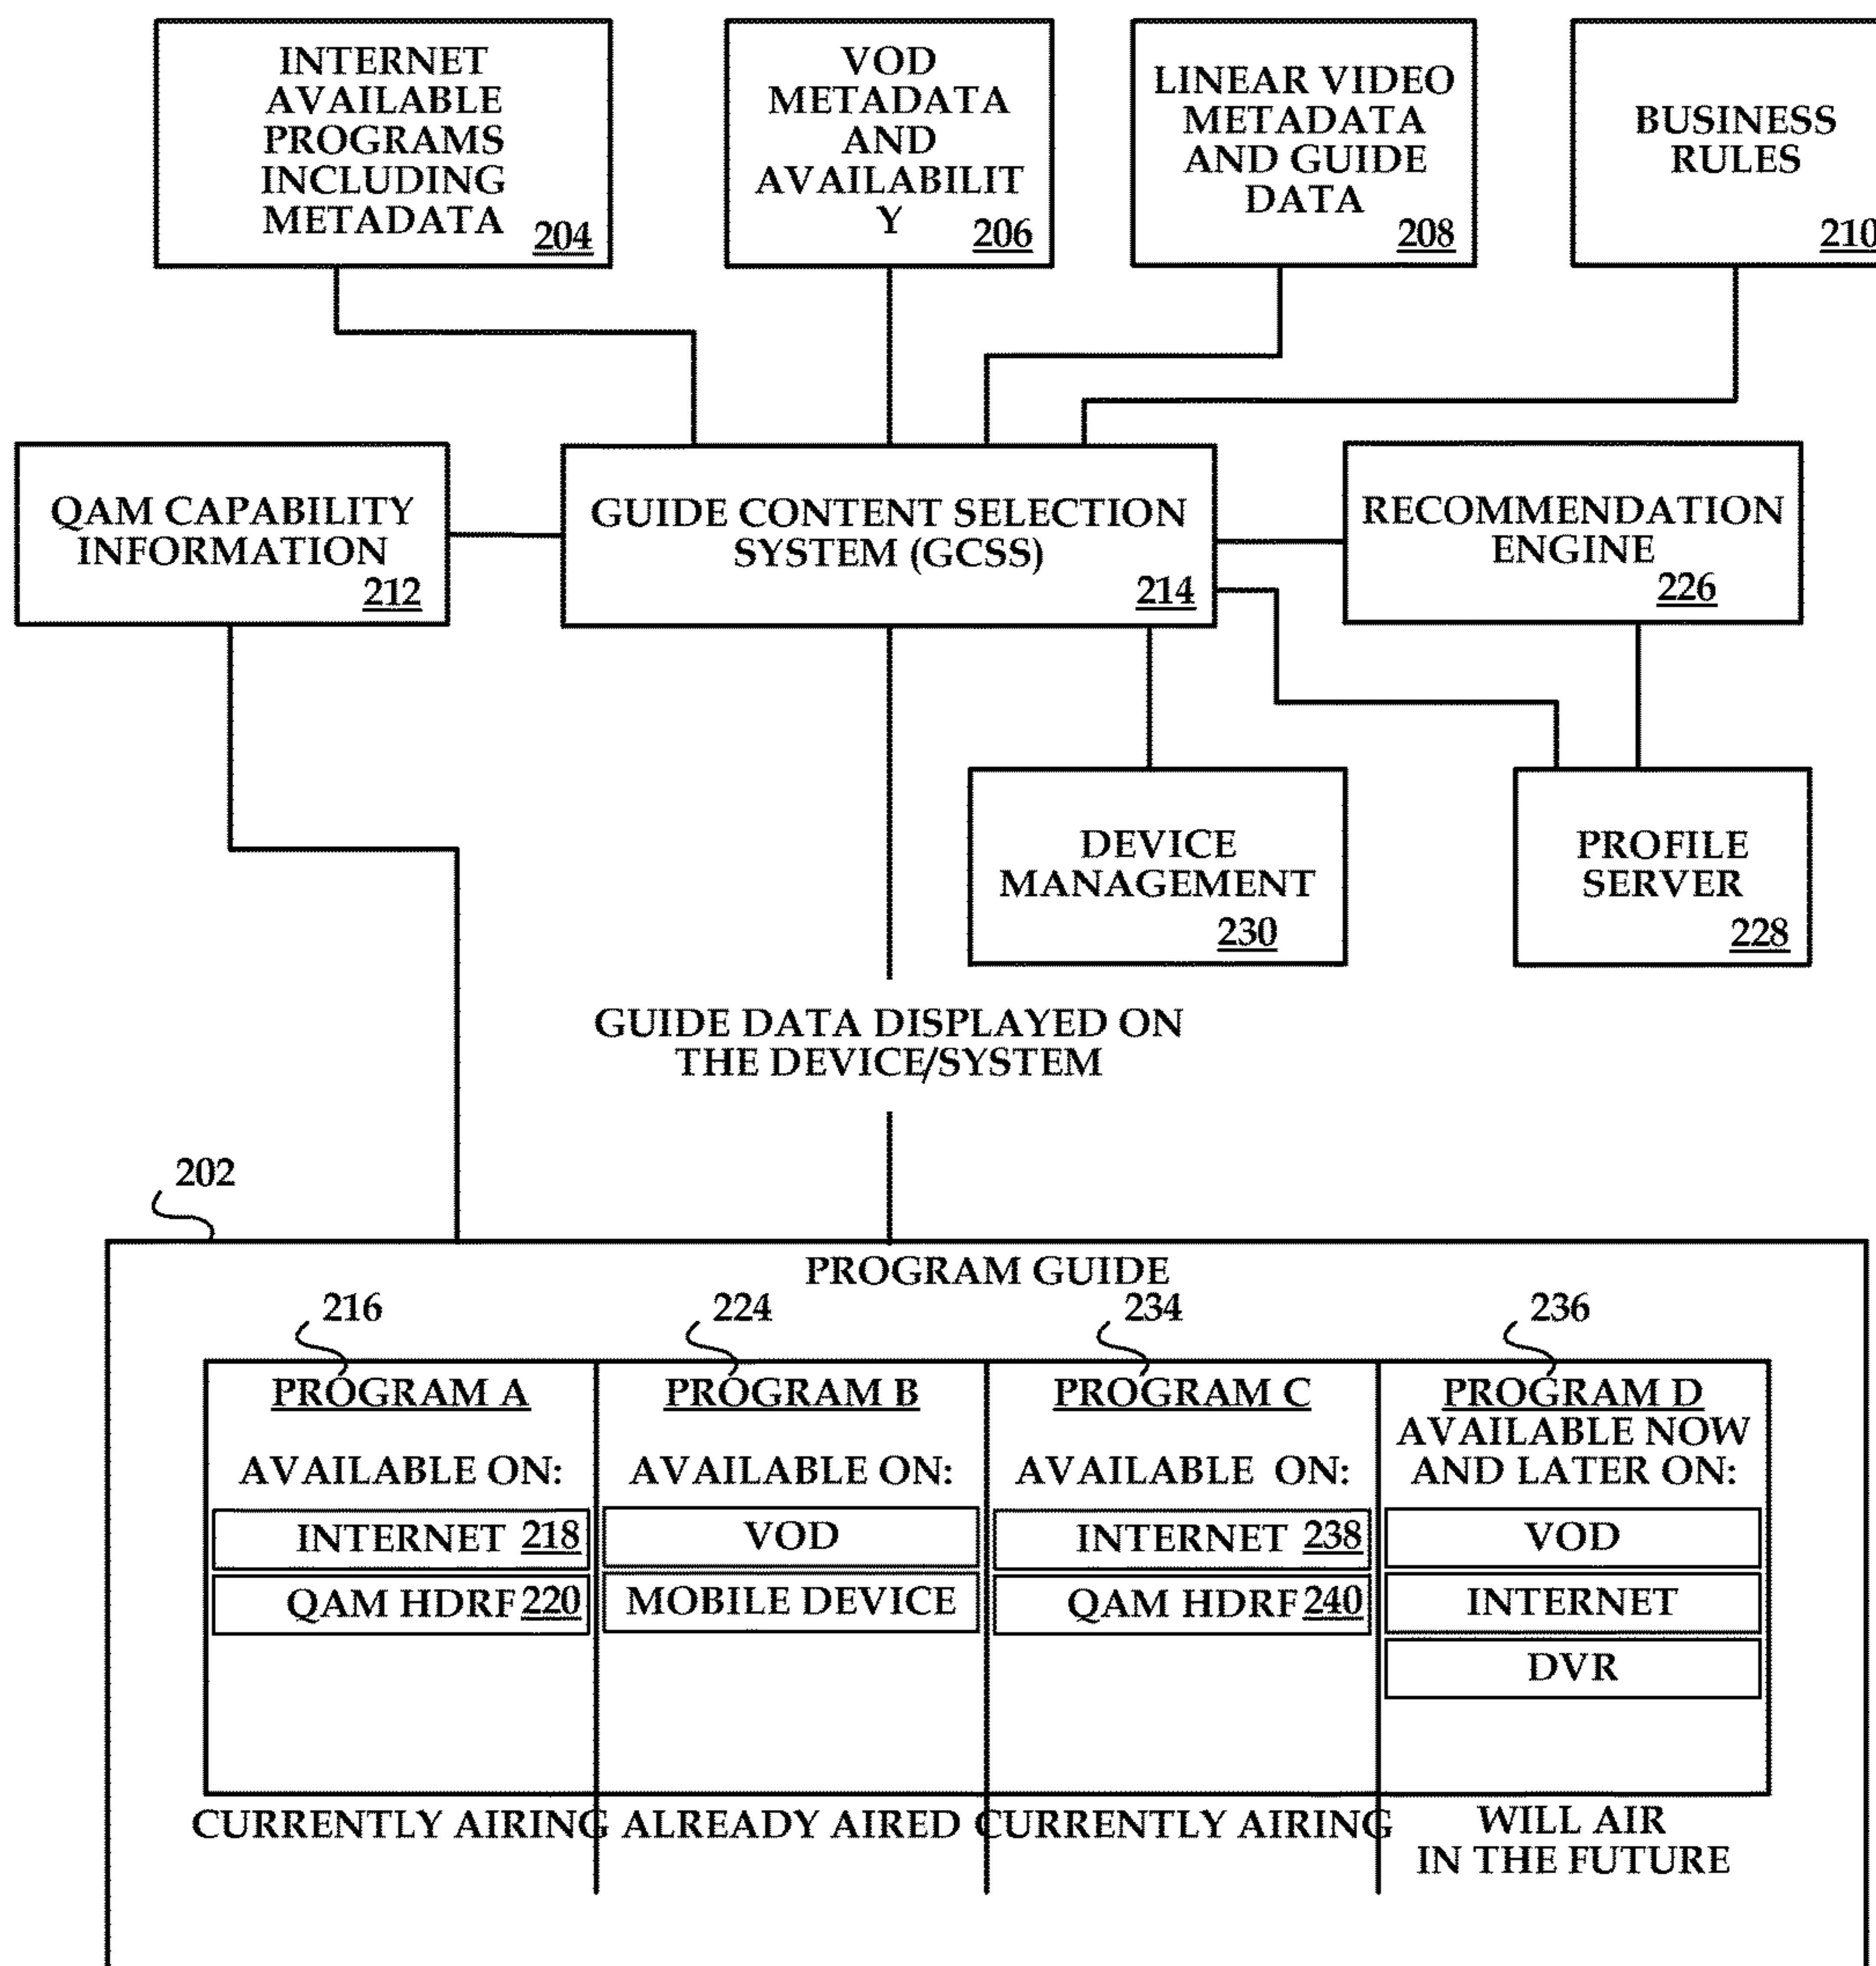 INTERNET
AVAILABLE
PROGRAMS
INCLUDING
METADATA
204
VOD
METADATA
AND
AVAILABILIT
Y
206
LINEAR VIDEO
METADATA
AND GUIDE
DATA
208
BUSINESS
RULES
210
QAM CAPABILITY
INFORMATION
212
GUIDE CONTENT SELECTION
SYSTEM (GCSS)
214
RECOMMENDATION
ENGINE
226
DEVICE
MANAGEMENT
230
PROFILE
SERVER
228
GUIDE DATA DISPLAYED ON
THE DEVICE/SYSTEM
202
PROGRAM GUIDE
216
PROGRAM A
AVAILABLE ON:
INTERNET 218
QAM HDRF 220
CURRENTLY AIRING
224
PROGRAM B
AVAILABLE ON:
VOD
MOBILE DEVICE
ALREADY AIRED
234
PROGRAM C
AVAILABLE ON:
INTERNET 238
QAM HDRF 240
CURRENTLY AIRING
236
PROGRAM D
AVAILABLE NOW
AND LATER ON:
VOD
INTERNET
DVR
WILL AIR
IN THE FUTURE